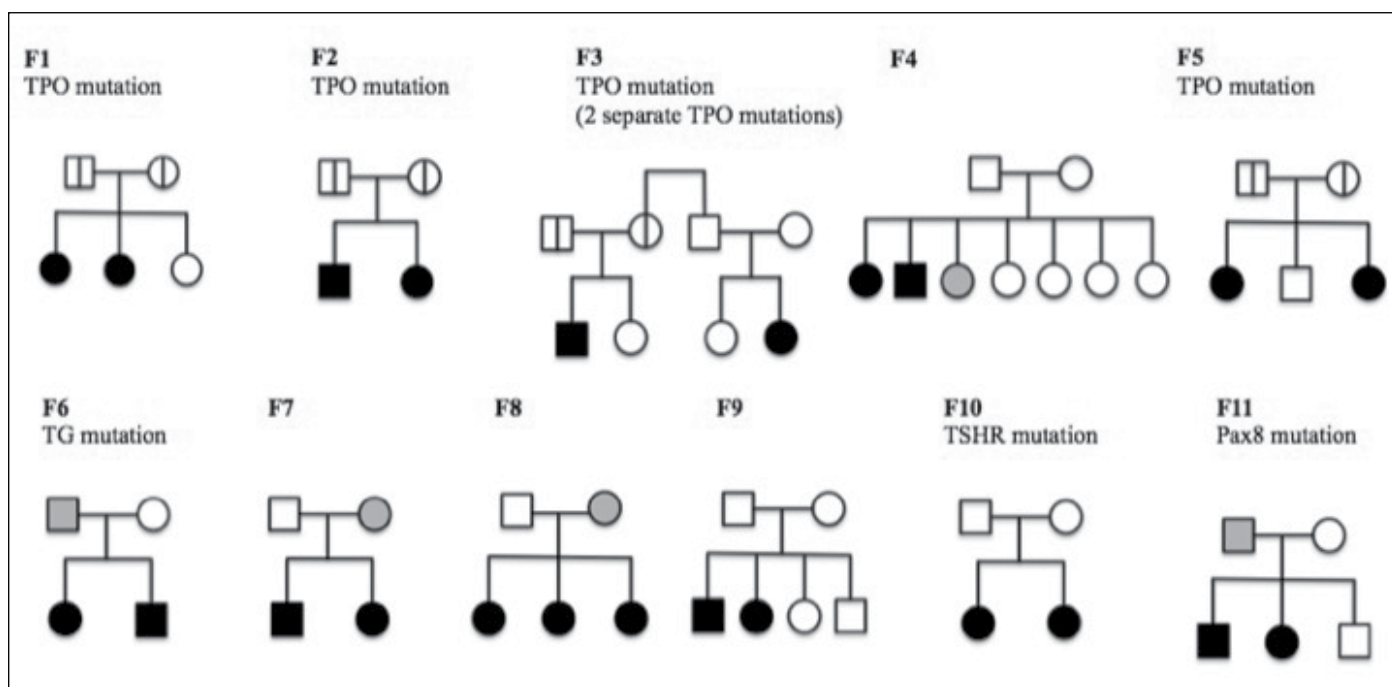 F1
TPO mutation
F2
TPO mutation
F3
TPO mutation
(2 separate TPO mutations)
F4
F5
TPO mutation
F6
TG mutation
F7
F8
F9
F10
TSHR mutation
F11
Pax8 mutation